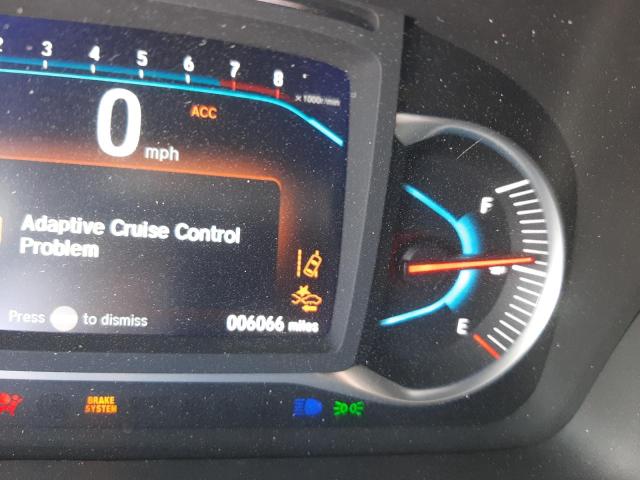 2 3 4 5 6 7 8
x1000r/min
0 mph
ACC
F
Adaptive Cruise Control
Problem
E
Press to dismiss
006066 miles
BRAKE
SYSTEM